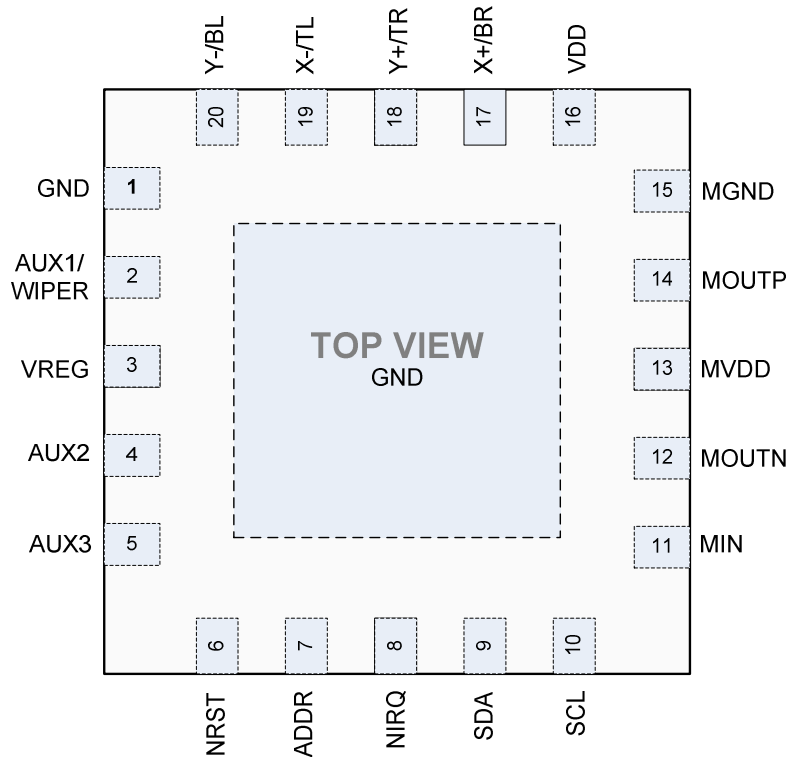 Y-/BL
X-/TL
Y+/TR
X+/BR
VDD
20
19
18
17
16
GND
1
15
MGND
AUX1/
WIPER
2
14
MOUTP
VREG
3
TOP VIEW
GND
13
MVDD
AUX2
4
12
MOUTN
AUX3
5
11
MIN
6
7
8
9
10
NRST
ADDR
NIRQ
SDA
SCL